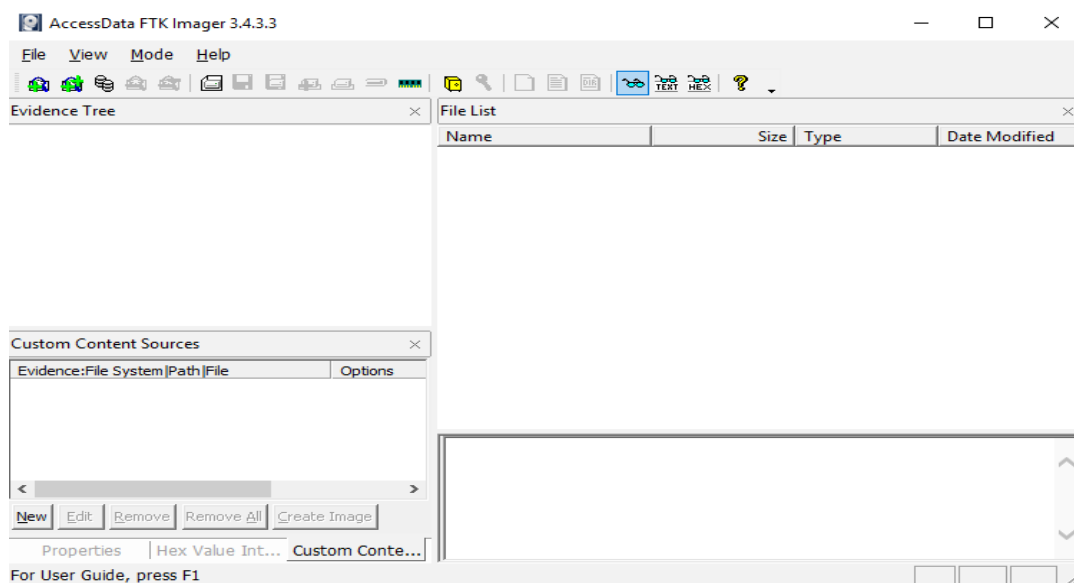 AccessData FTK Imager 3.4.3.3
File View Mode Help
TEXT HEX ?
Evidence Tree
File List
Name Size Type Date Modified
Custom Content Sources
Evidence:File System|Path|File Options
New Edit Remove Remove All Create Image
Properties Hex Value Int... Custom Conte...
For User Guide, press F1